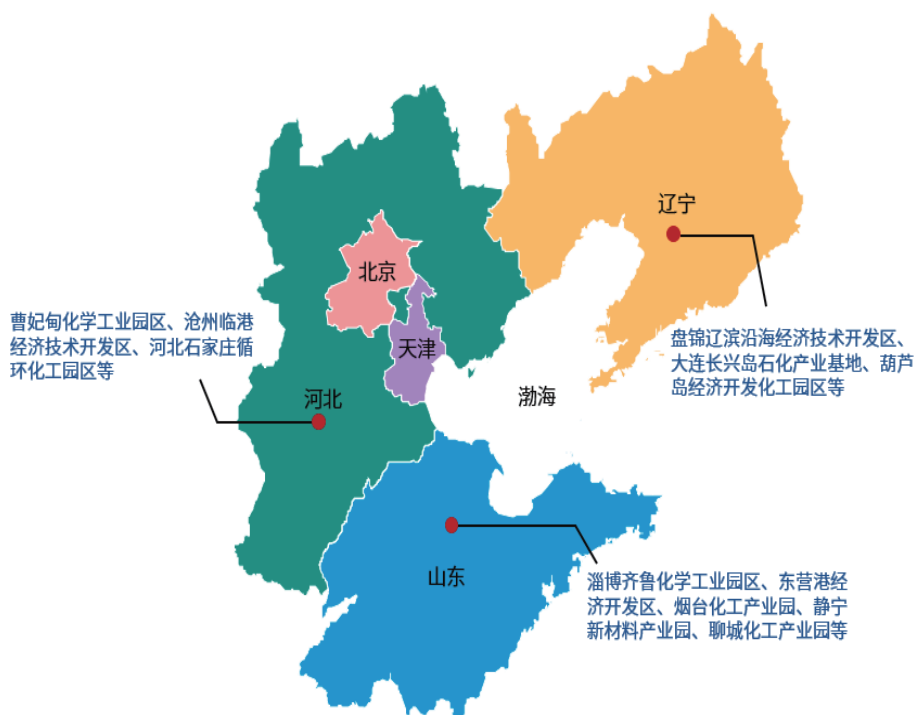 辽宁
北京
曹妃甸化学工业园区、沧州临港
经济技术开发区、河北石家庄循
环化工园区等
天津
盘锦辽滨沿海经济技术开发区、
大连长兴岛石化产业基地、葫芦
岛经济开发化工园区等
河北
渤海
山东
淄博齐鲁化学工业园区、东营港经
济开发区、烟台化工产业园、静宁
新材料产业园、聊城化工产业园等